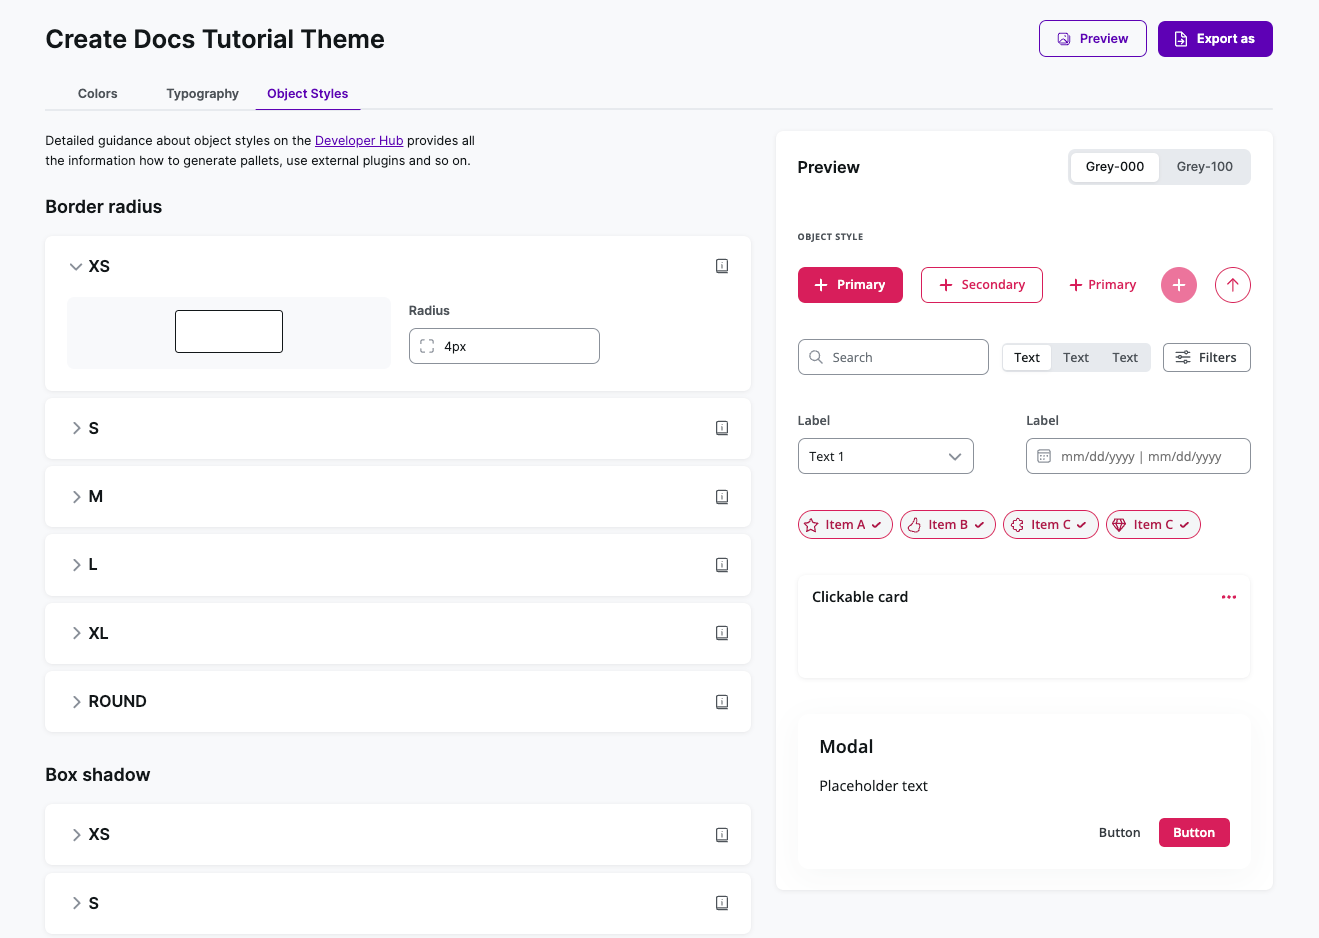 Create Docs Tutorial Theme
Preview
Export as
Colors
Typography
Object Styles
Detailed guidance about object styles on the Developer Hub provides all
the information how to generate pallets, use external plugins and so on.
Border radius
XS
Radius
4px
S
M
L
XL
ROUND
Box shadow
XS
S
Preview
Grey-000
Grey-100
OBJECT STYLE
Primary
Secondary
Primary
Search
Text
Text
Text
Filters
Label
Label
Text 1
mm/dd/yyyy | mm/dd/yyyy
Item A
Item B
Item C
Item C
Clickable card
Modal
Placeholder text
Button
Button